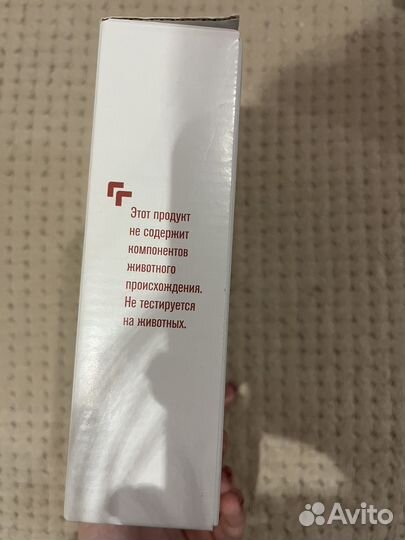 Этот продукт
не содержит
компонентов
животного
происхождения.
Не тестируется
на животных.
Avito